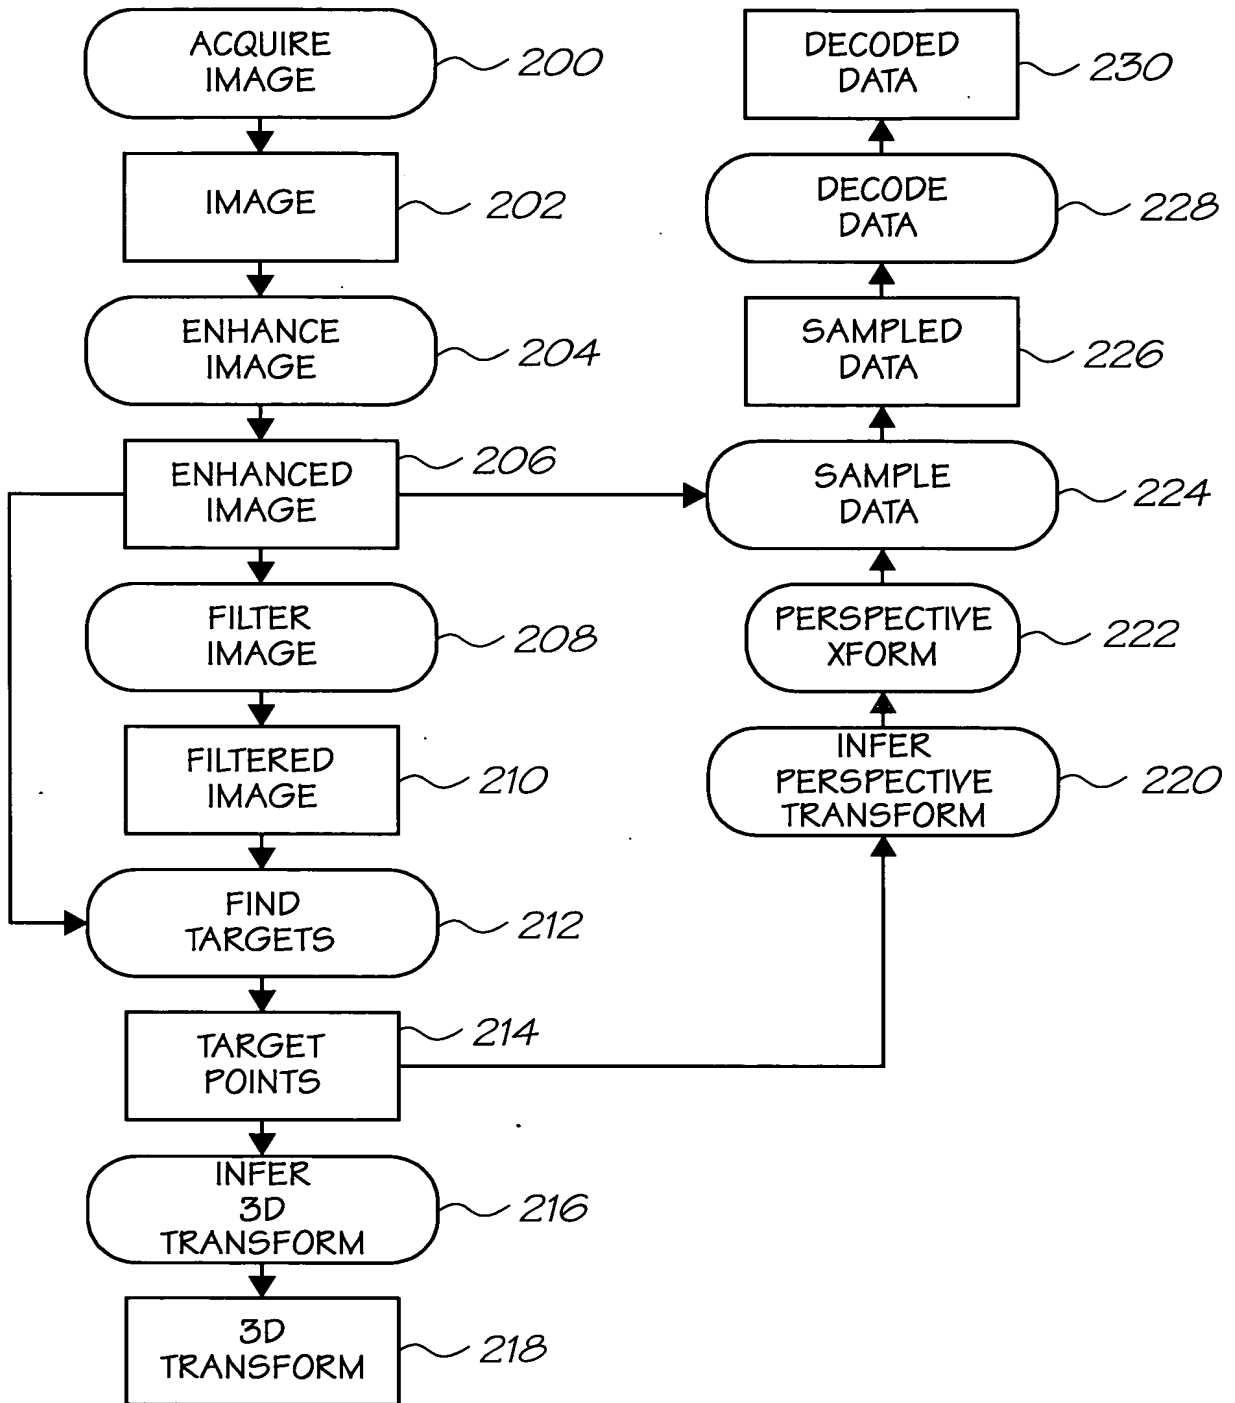 ACQUIRE
IMAGE
200
IMAGE
202
ENHANCE
IMAGE
204
ENHANCED
IMAGE
206
FILTER
IMAGE
208
FILTERED
IMAGE
210
FIND
TARGETS
212
TARGET
POINTS
214
INFER
3D
TRANSFORM
216
3D
TRANSFORM
218
DECODED
DATA
230
DECODE
DATA
228
SAMPLED
DATA
226
SAMPLE
DATA
224
PERSPECTIVE
XFORM
222
INFER
PERSPECTIVE
TRANSFORM
220